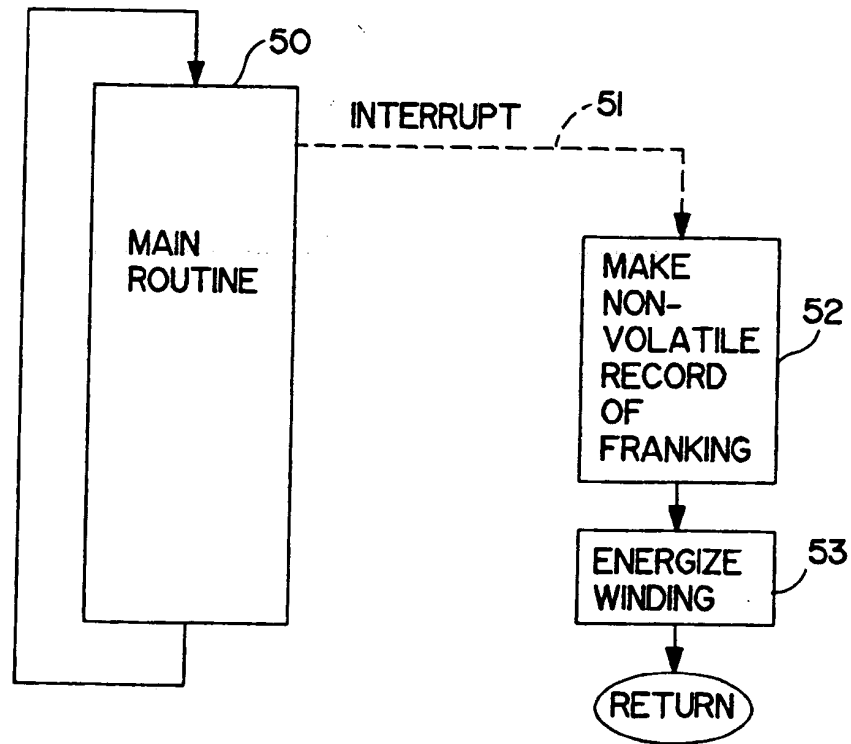 50
INTERRUPT
51
MAIN
ROUTINE
MAKE
NON-
VOLATILE
RECORD
OF
FRANKING
52
ENERGIZE
WINDING
53
RETURN